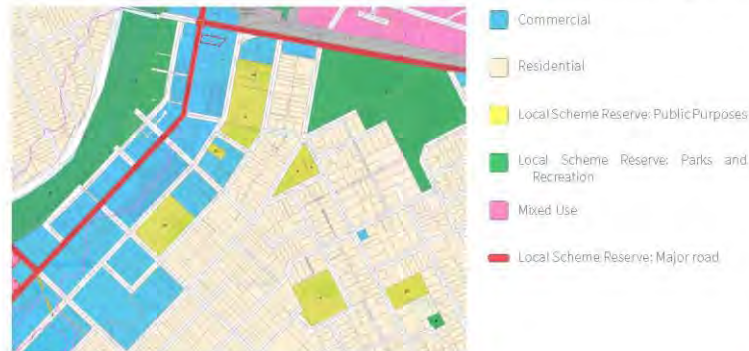 Commercial
Residential
Local Scheme Reserve: Public Purposes
Local Scheme Reserve: Parks and
Recreation
Mixed Use
Local Scheme Reserve: Major road